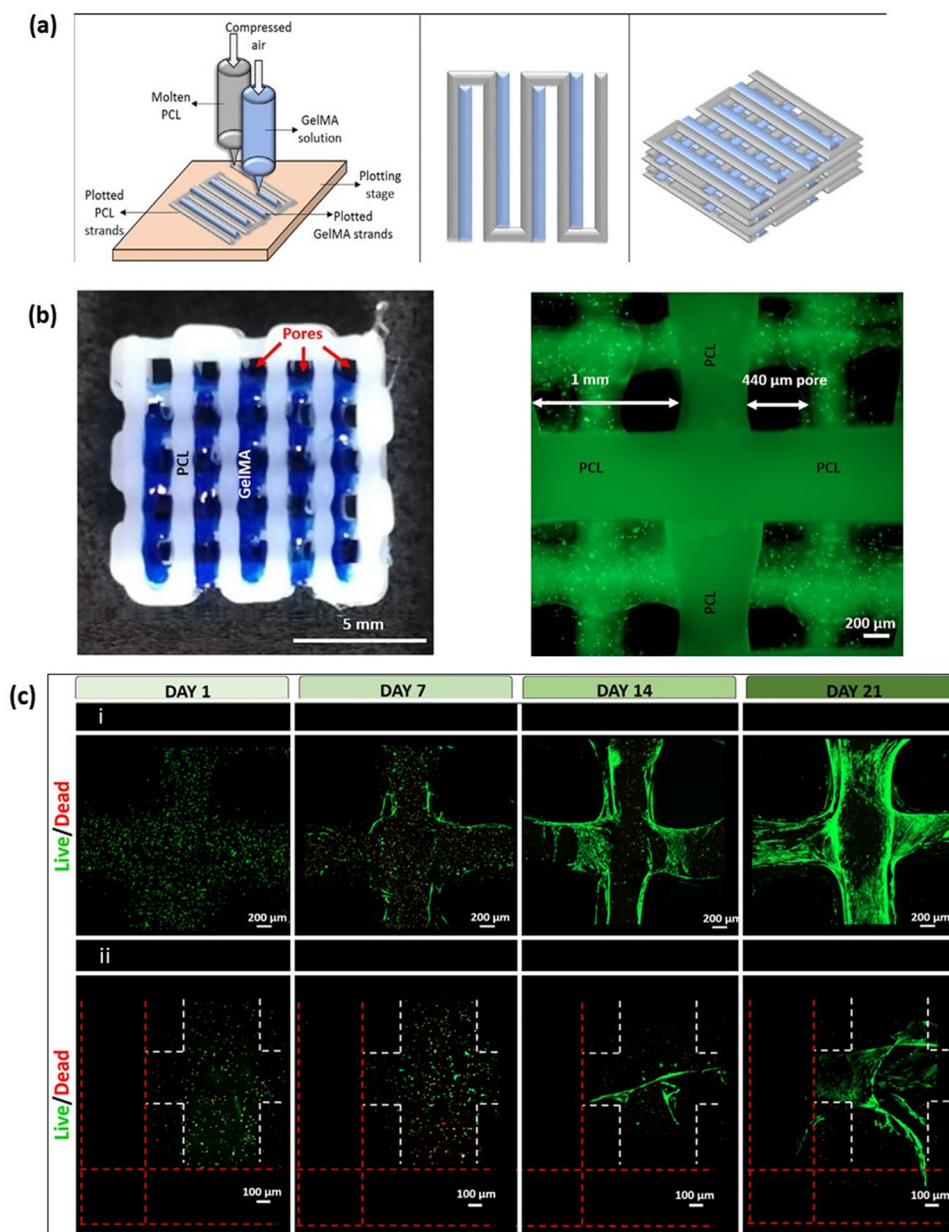 (a)
Compressed
air
Molten
PCL
GelMA
solution
Plotted
PCL
strands
Plotting
stage
Plotted
GelMA strands
(b)
Pores
PCL
GelMA
5 mm
PCL
1 mm
440 µm pore
PCL
PCL
PCL
200 µm
(c)
DAY 1
DAY 7
DAY 14
DAY 21
i
Live/Dead
200 µm
200 µm
200 µm
200 µm
ii
Live/Dead
100 µm
100 µm
100 µm
100 µm